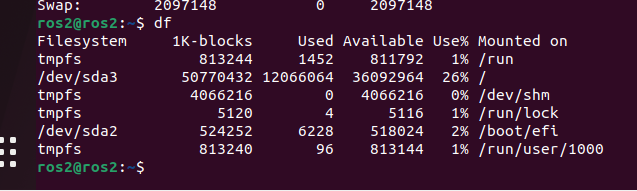 Swap: 2097148 0 2097148
ros2@ros2:~$ df
Filesystem 1K-blocks Used Available Use% Mounted on
tmpfs 813244 1452 811792 1% /run
/dev/sda3 50770432 12066064 36092964 26% /
tmpfs 4066216 0 4066216 0% /dev/shm
tmpfs 5120 4 5116 1% /run/lock
/dev/sda2 524252 6228 518024 2% /boot/efi
tmpfs 813240 96 813144 1% /run/user/1000
ros2@ros2:~$